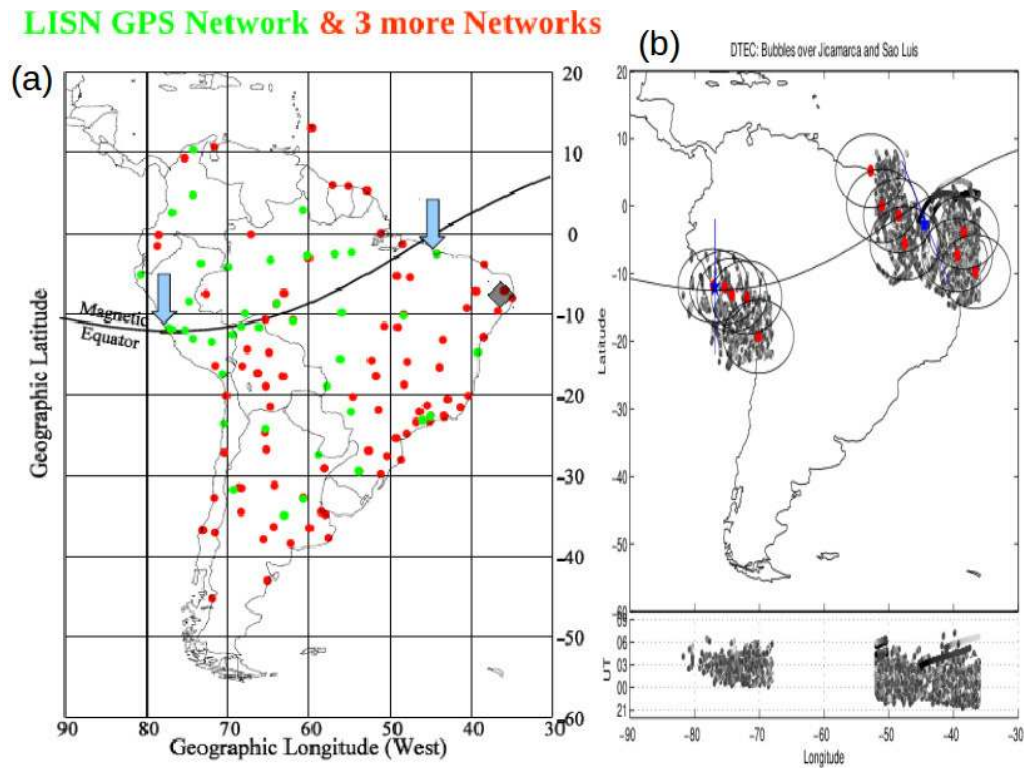 LISN GPS Network & 3 more Networks
(a)
Geographic Latitude
20
10
0
-10
-20
-30
-40
-50
-60
Magnetic
Equator
90 80 70 60 50 40 30
Geographic Longitude (West)
(b)
DTEC: Bubbles over Jicamarca and Sao Luis
Latitude
20
10
0
-10
-20
-30
-40
-50
-60
UT
09
06
03
00
21
-90 -80 -70 -60 -50 -40 -30
Longitude